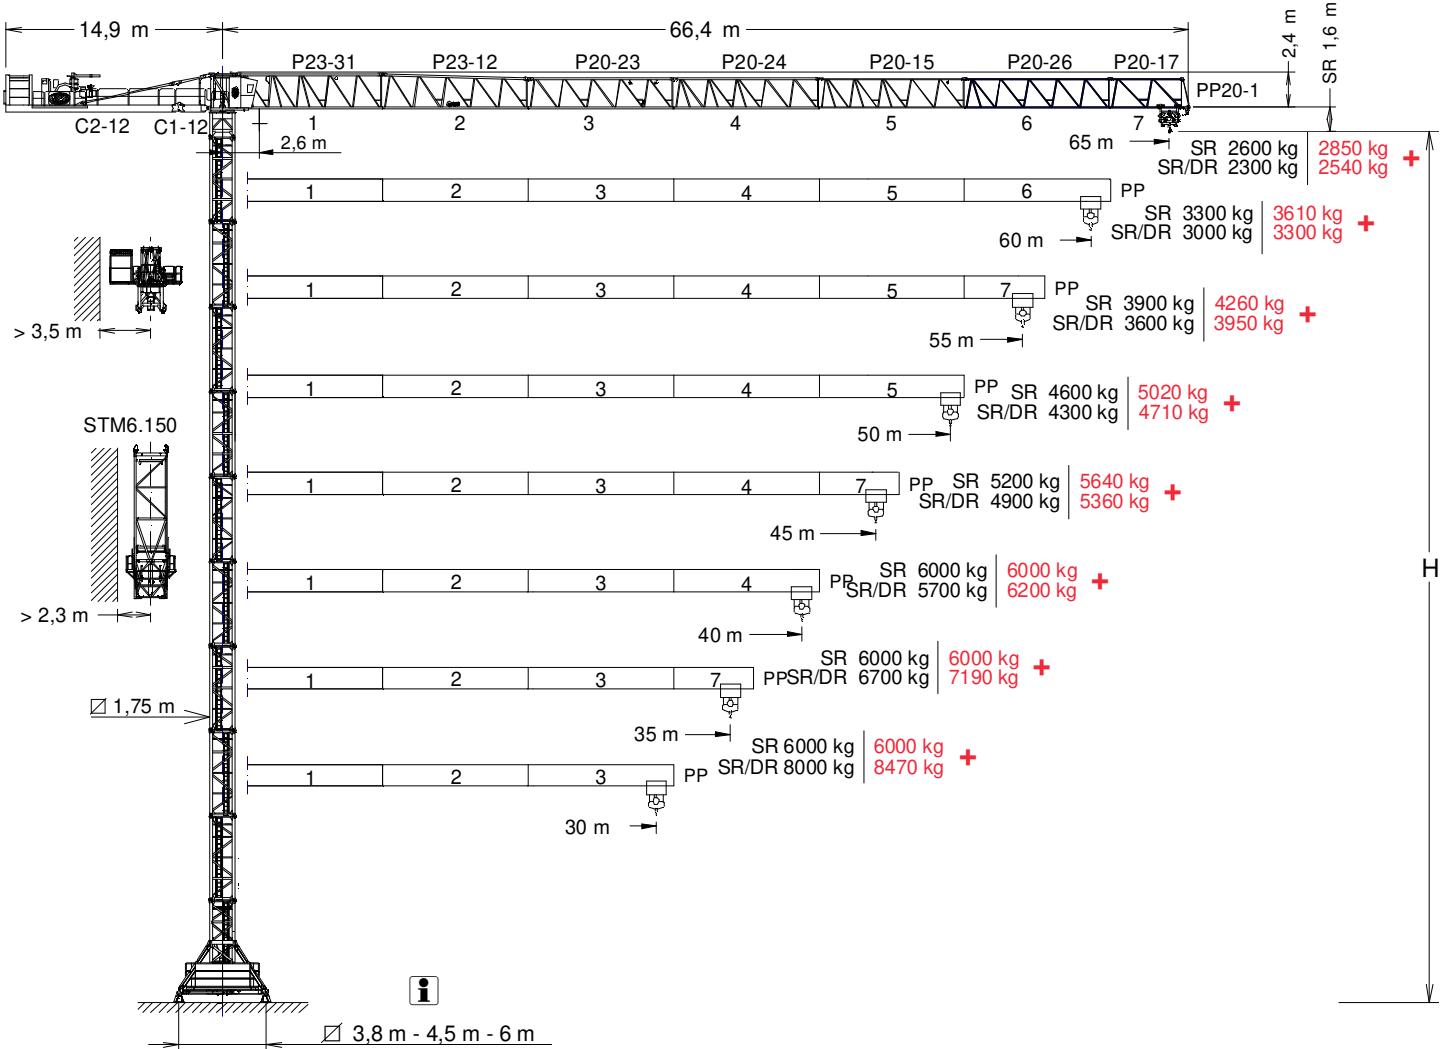 14,9 m
66,4 m
2,4 m
SR 1,6 m
P23-31 P23-12 P20-23 P20-24 P20-15 P20-26 P20-17
PP20-1
C2-12 C1-12
1 2 3 4 5 6 7
2,6 m
65 m
SR 2600 kg 2850 kg
SR/DR 2300 kg 2540 kg +
1 2 3 4 5 6 PP
60 m
SR 3300 kg 3610 kg
SR/DR 3000 kg 3300 kg +
> 3,5 m
1 2 3 4 5 7 PP
55 m
SR 3900 kg 4260 kg
SR/DR 3600 kg 3950 kg +
1 2 3 4 5 PP
50 m
SR 4600 kg 5020 kg
SR/DR 4300 kg 4710 kg +
STM6.150
> 2,3 m
1 2 3 4 7 PP
45 m
SR 5200 kg 5640 kg
SR/DR 4900 kg 5360 kg +
H
1 2 3 4 PP
40 m
SR 6000 kg 6000 kg
SR/DR 5700 kg 6200 kg +
1 2 3 7 PP
35 m
SR 6000 kg 6000 kg
SR/DR 6700 kg 7190 kg +
1,75 m
1 2 3 PP
30 m
SR 6000 kg 6000 kg
SR/DR 8000 kg 8470 kg +
i
3,8 m - 4,5 m - 6 m